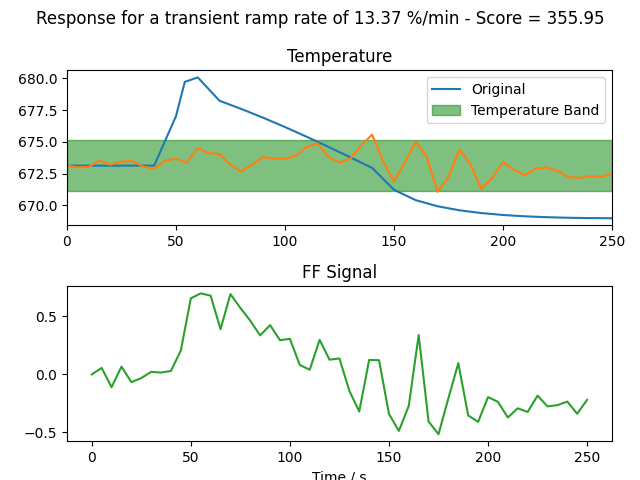 Response for a transient ramp rate of 13.37 %/min - Score = 355.95
Temperature
680.0
677.5
675.0
672.5
670.0
Original
Temperature Band
0 50 100 150 200 250
FF Signal
0.5
0.0
−0.5
0 50 100 150 200 250
Time / s